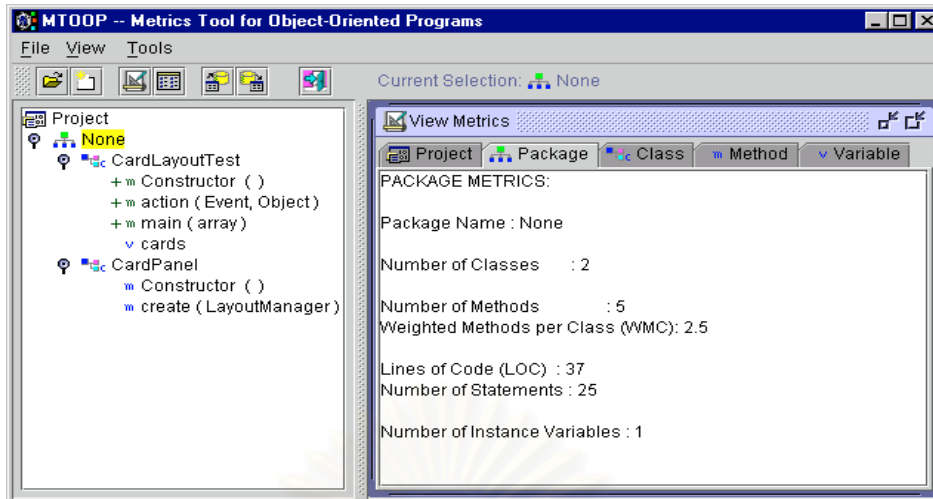 MTOOP -- Metrics Tool for Object-Oriented Programs
File View Tools
Current Selection: None
Project
None
CardLayoutTest
+ m Constructor ( )
+ m action ( Event, Object )
+ m main ( array )
v cards
CardPanel
m Constructor ( )
m create ( LayoutManager )
View Metrics
Project Package Class m Method v Variable
PACKAGE METRICS:
Package Name : None
Number of Classes : 2
Number of Methods : 5
Weighted Methods per Class (WMC): 2.5
Lines of Code (LOC) : 37
Number of Statements : 25
Number of Instance Variables : 1